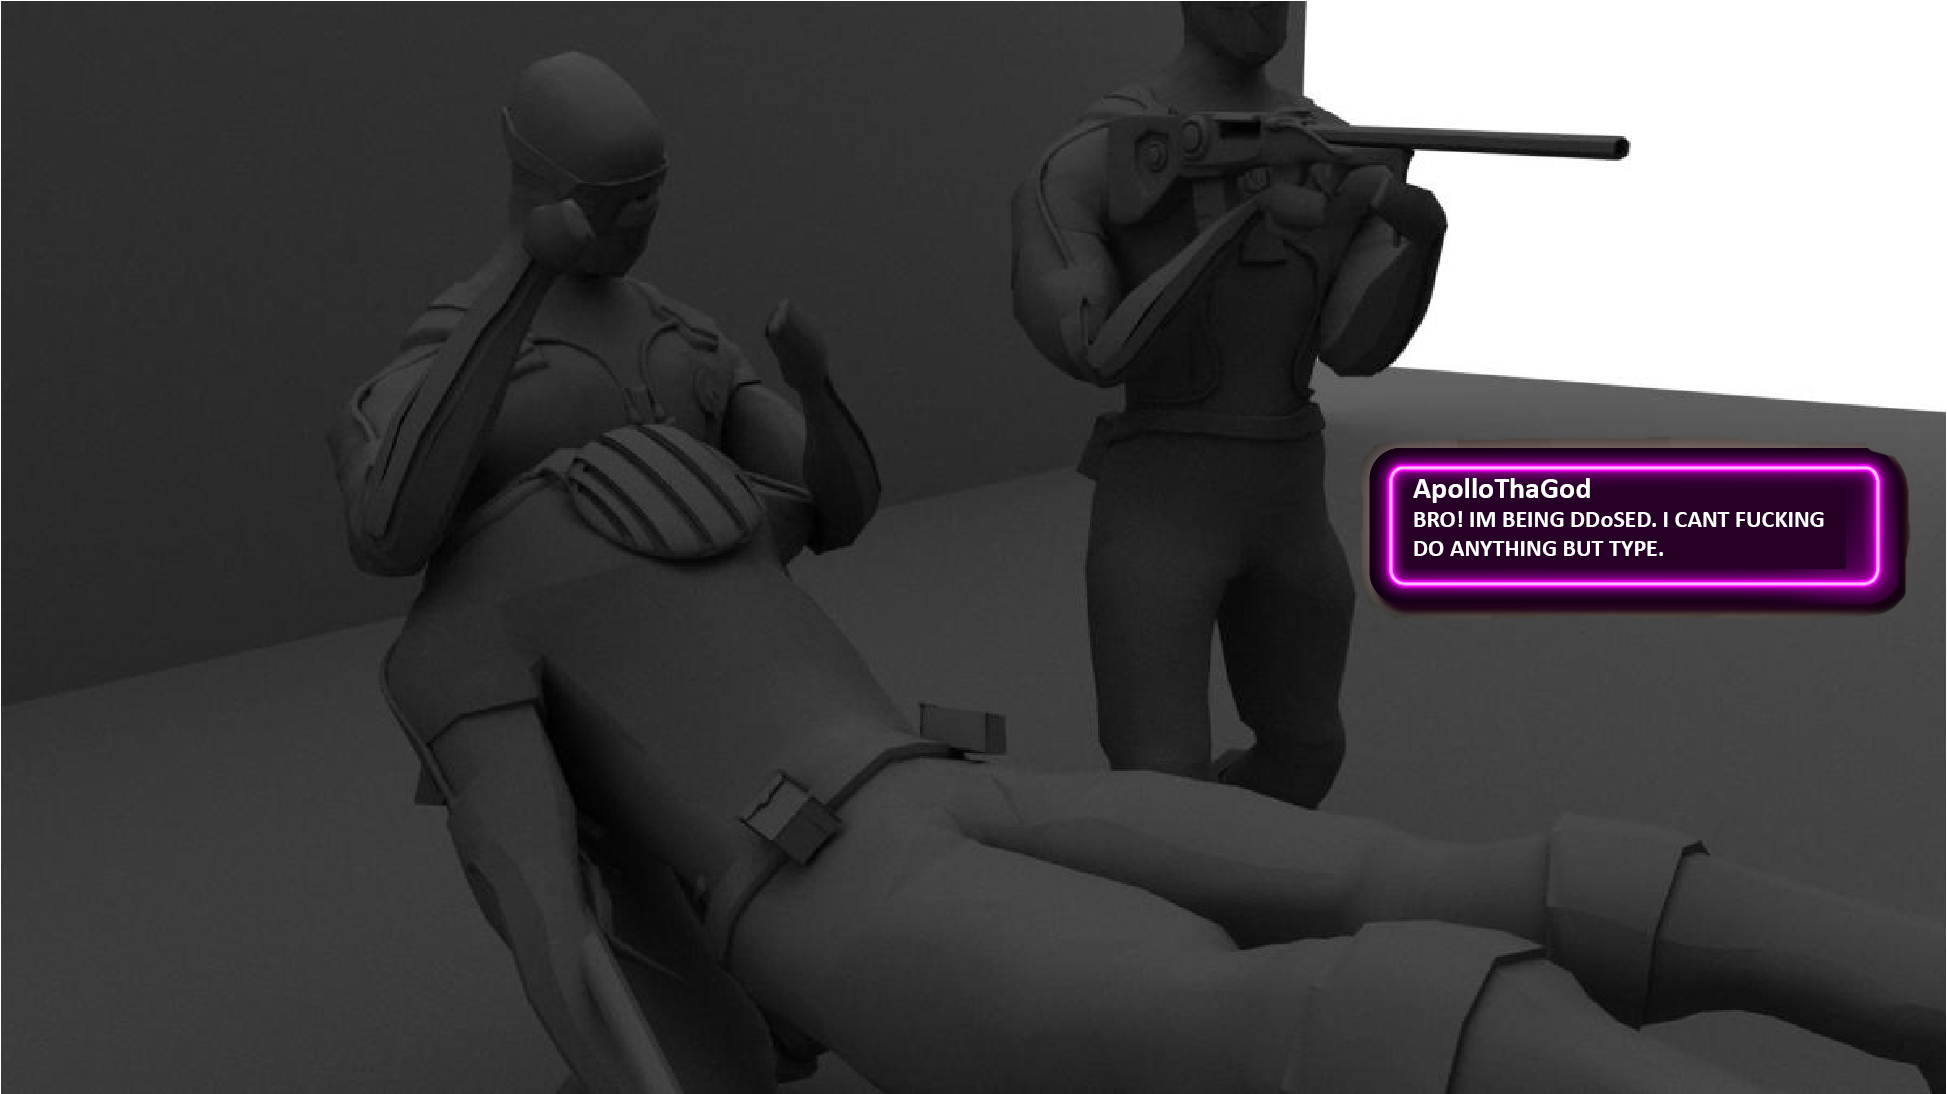 ApolloThaGod
BRO! IM BEING DDoSED. I CANT FUCKING
DO ANYTHING BUT TYPE.